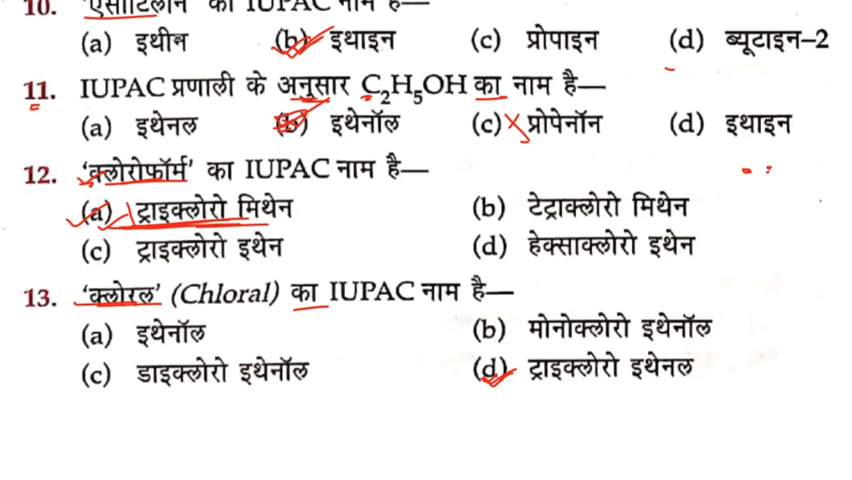 10. 'एसीटिलीन' का IUPAC नाम है—
(a) इथीन (b) इथाइन (c) प्रोपाइन (d) ब्यूटाइन–2
11. IUPAC प्रणाली के अनुसार C₂H₅OH का नाम है—
(a) इथेनल (b) इथेनॉल (c) प्रोपेनॉन (d) इथाइन
12. 'क्लोरोफॉर्म' का IUPAC नाम है—
(a) ट्राइक्लोरो मिथेन (b) टेट्राक्लोरो मिथेन
(c) ट्राइक्लोरो इथेन (d) हेक्साक्लोरो इथेन
13. 'क्लोरल' (Chloral) का IUPAC नाम है—
(a) इथेनॉल (b) मोनोक्लोरो इथेनॉल
(c) डाइक्लोरो इथेनॉल (d) ट्राइक्लोरो इथेनल